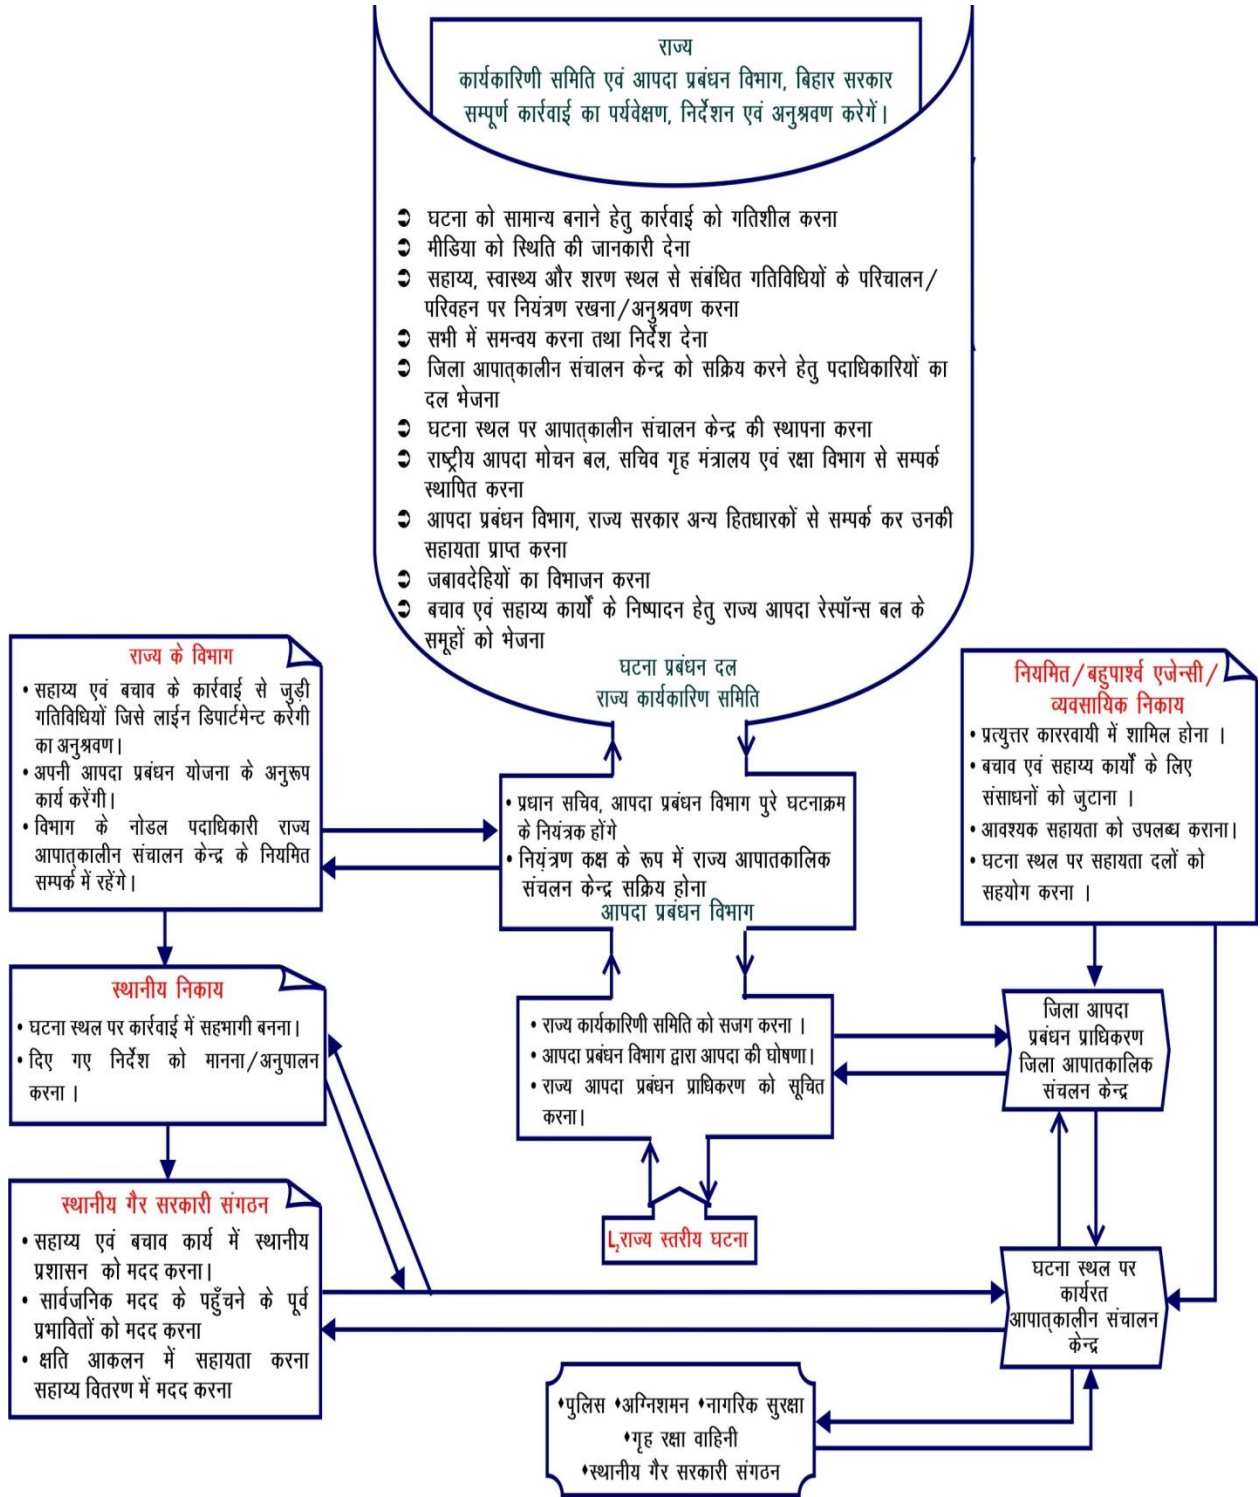 राज्य
कार्यकारिणी समिति एवं आपदा प्रबंधन विभाग, बिहार सरकार
सम्पूर्ण कार्रवाई का पर्यवेक्षण, निर्देशन एवं अनुश्रवण करेगें।
घटना को सामान्य बनाने हेतु कार्रवाई को गतिशील करना
मीडिया को स्थिति की जानकारी देना
सहाय्य, स्वास्थ्य और शरण स्थल से संबंधित गतिविधियों के परिचालन/
परिवहन पर नियंत्रण रखना/अनुश्रवण करना
सभी में समन्वय करना तथा निर्देश देना
जिला आपात्कालीन संचालन केन्द्र को सक्रिय करने हेतु पदाधिकारियों का
दल भेजना
घटना स्थल पर आपात्कालीन संचालन केन्द्र की स्थापना करना
राष्ट्रीय आपदा मोचन बल, सचिव गृह मंत्रालय एवं रक्षा विभाग से सम्पर्क
स्थापित करना
आपदा प्रबंधन विभाग, राज्य सरकार अन्य हितधारकों से सम्पर्क कर उनकी
सहायता प्राप्त करना
जबावदेहियों का विभाजन करना
बचाव एवं सहाय्य कार्यों के निष्पादन हेतु राज्य आपदा रेस्पॉन्स बल के
समूहों को भेजना
घटना प्रबंधन दल
राज्य कार्यकारिण समिति
राज्य के विभाग
• सहाय्य एवं बचाव के कार्रवाई से जुड़ी
गतिविधियों जिसे लाईन डिपार्टमेन्ट करेगी
का अनुश्रवण।
• अपनी आपदा प्रबंधन योजना के अनुरूप
कार्य करेंगी।
• विभाग के नोडल पदाधिकारी राज्य
आपात्कालीन संचालन केन्द्र के नियमित
सम्पर्क में रहेंगे।
• प्रधान सचिव, आपदा प्रबंधन विभाग पुरे घटनाक्रम
के नियंत्रक होंगे
• नियंत्रण कक्ष के रूप में राज्य आपातकालिक
संचलन केन्द्र सक्रिय होना
आपदा प्रबंधन विभाग
नियमित/बहुपार्श्व एजेन्सी/
व्यवसायिक निकाय
• प्रत्युत्तर काररवायी में शामिल होना ।
• बचाव एवं सहाय्य कार्यों के लिए
संसाधनों को जुटाना ।
• आवश्यक सहायता को उपलब्ध कराना।
• घटना स्थल पर सहायता दलों को
सहयोग करना ।
स्थानीय निकाय
• घटना स्थल पर कार्रवाई में सहभागी बनना।
• दिए गए निर्देश को मानना/अनुपालन
करना ।
• राज्य कार्यकारिणी समिति को सजग करना ।
• आपदा प्रबंधन विभाग द्वारा आपदा की घोषणा।
• राज्य आपदा प्रबंधन प्राधिकरण को सूचित
करना।
जिला आपदा
प्रबंधन प्राधिकरण
जिला आपातकालिक
संचलन केन्द्र
स्थानीय गैर सरकारी संगठन
• सहाय्य एवं बचाव कार्य में स्थानीय
प्रशासन को मदद करना।
• सार्वजनिक मदद के पहुँचने के पूर्व
प्रभावितों को मदद करना
• क्षति आकलन में सहायता करना
सहाय्य वितरण में मदद करना
L₂राज्य स्तरीय घटना
घटना स्थल पर
कार्यरत
आपात्कालीन संचालन
केन्द्र
♦पुलिस ♦अग्निशमन ♦नागरिक सुरक्षा
♦गृह रक्षा वाहिनी
♦स्थानीय गैर सरकारी संगठन